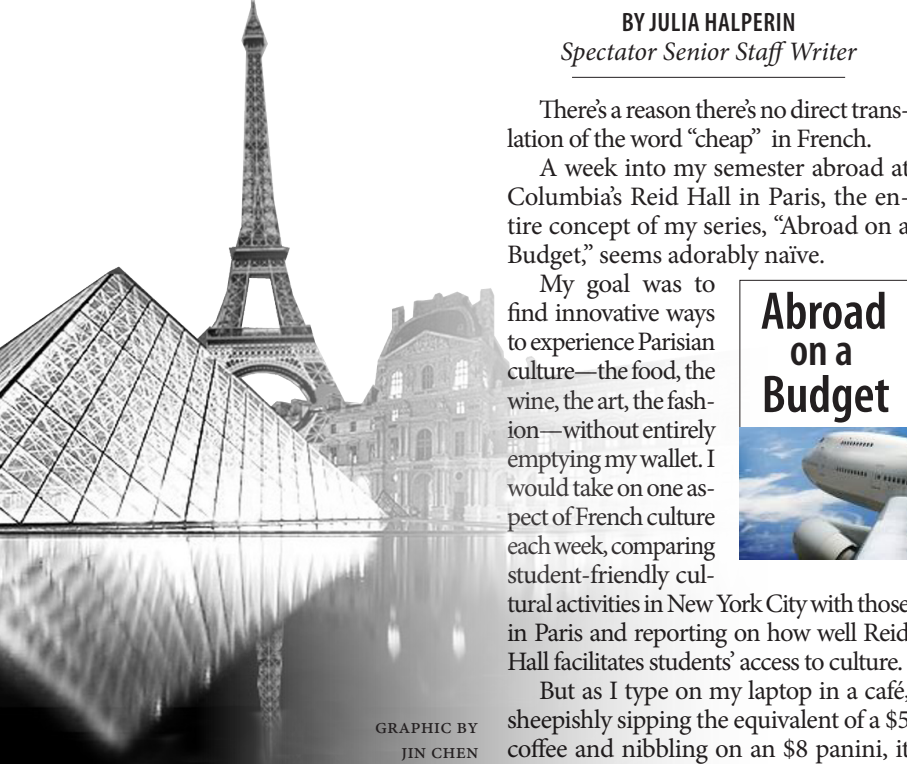 BY JULIA HALPERIN
Spectator Senior Staff Writer
There's a reason there's no direct trans-
lation of the word “cheap” in French.
A week into my semester abroad at
Columbia's Reid Hall in Paris, the en-
tire concept of my series, “Abroad on a
Budget,” seems adorably naïve.
My goal was to
find innovative ways
to experience Parisian
culture—the food, the
wine, the art, the fash-
ion—without entirely
emptying my wallet. I
would take on one as-
pect of French culture
each week, comparing
student-friendly cul-
Abroad
on a
Budget
tural activities in New York City with those
in Paris and reporting on how well Reid
Hall facilitates students' access to culture.
But as I type on my laptop in a café,
sheepishly sipping the equivalent of a $5
coffee and nibbling on an $8 panini, it
GRAPHIC BY
JIN CHEN